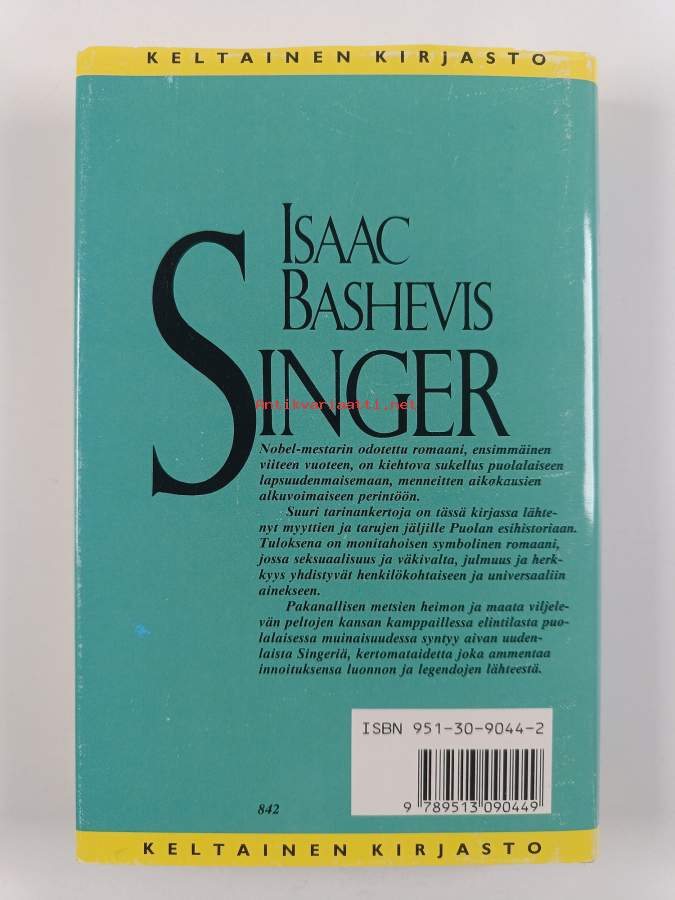 KELTAINEN KIRJASTO
ISAAC
BASHEVIS
SINGER
Antikvariaatti.net
Nobel-mestarin odotettu romaani, ensimmäinen
viiteen vuoteen, on kiehtova sukellus puolalaiseen
lapsuudenmaisemaan, menneitten aikokausien
alkuvoimaiseen perintöön.
Suuri tarinankertoja on tässä kirjassa lähte-
nyt myyttien ja tarujen jäljille Puolan esihistoriaan.
Tuloksena on monitahoisen symbolinen romaani,
jossa seksuaalisuus ja väkivalta, julmuus ja herk-
kyys yhdistyvät henkilökohtaiseen ja universaaliin
ainekseen.
Pakanallisen metsien heimon ja maata viljele-
vän peltojen kansan kamppaillessa elintilasta puo-
lalaisessa muinaisuudessa syntyy aivan uuden-
laista Singeriä, kertomataidetta joka ammentaa
innoituksensa luonnon ja legendojen lähteestä.
ISBN 951-30-9044-2
9 789513 090449
842
KELTAINEN KIRJASTO